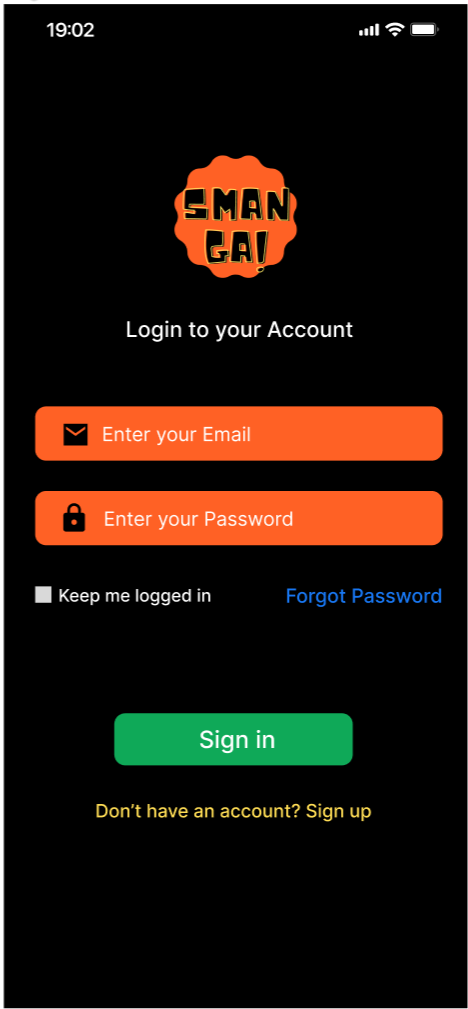 19:02
SMAN
GA!
Login to your Account
Enter your Email
Enter your Password
Keep me logged in
Forgot Password
Sign in
Don’t have an account? Sign up